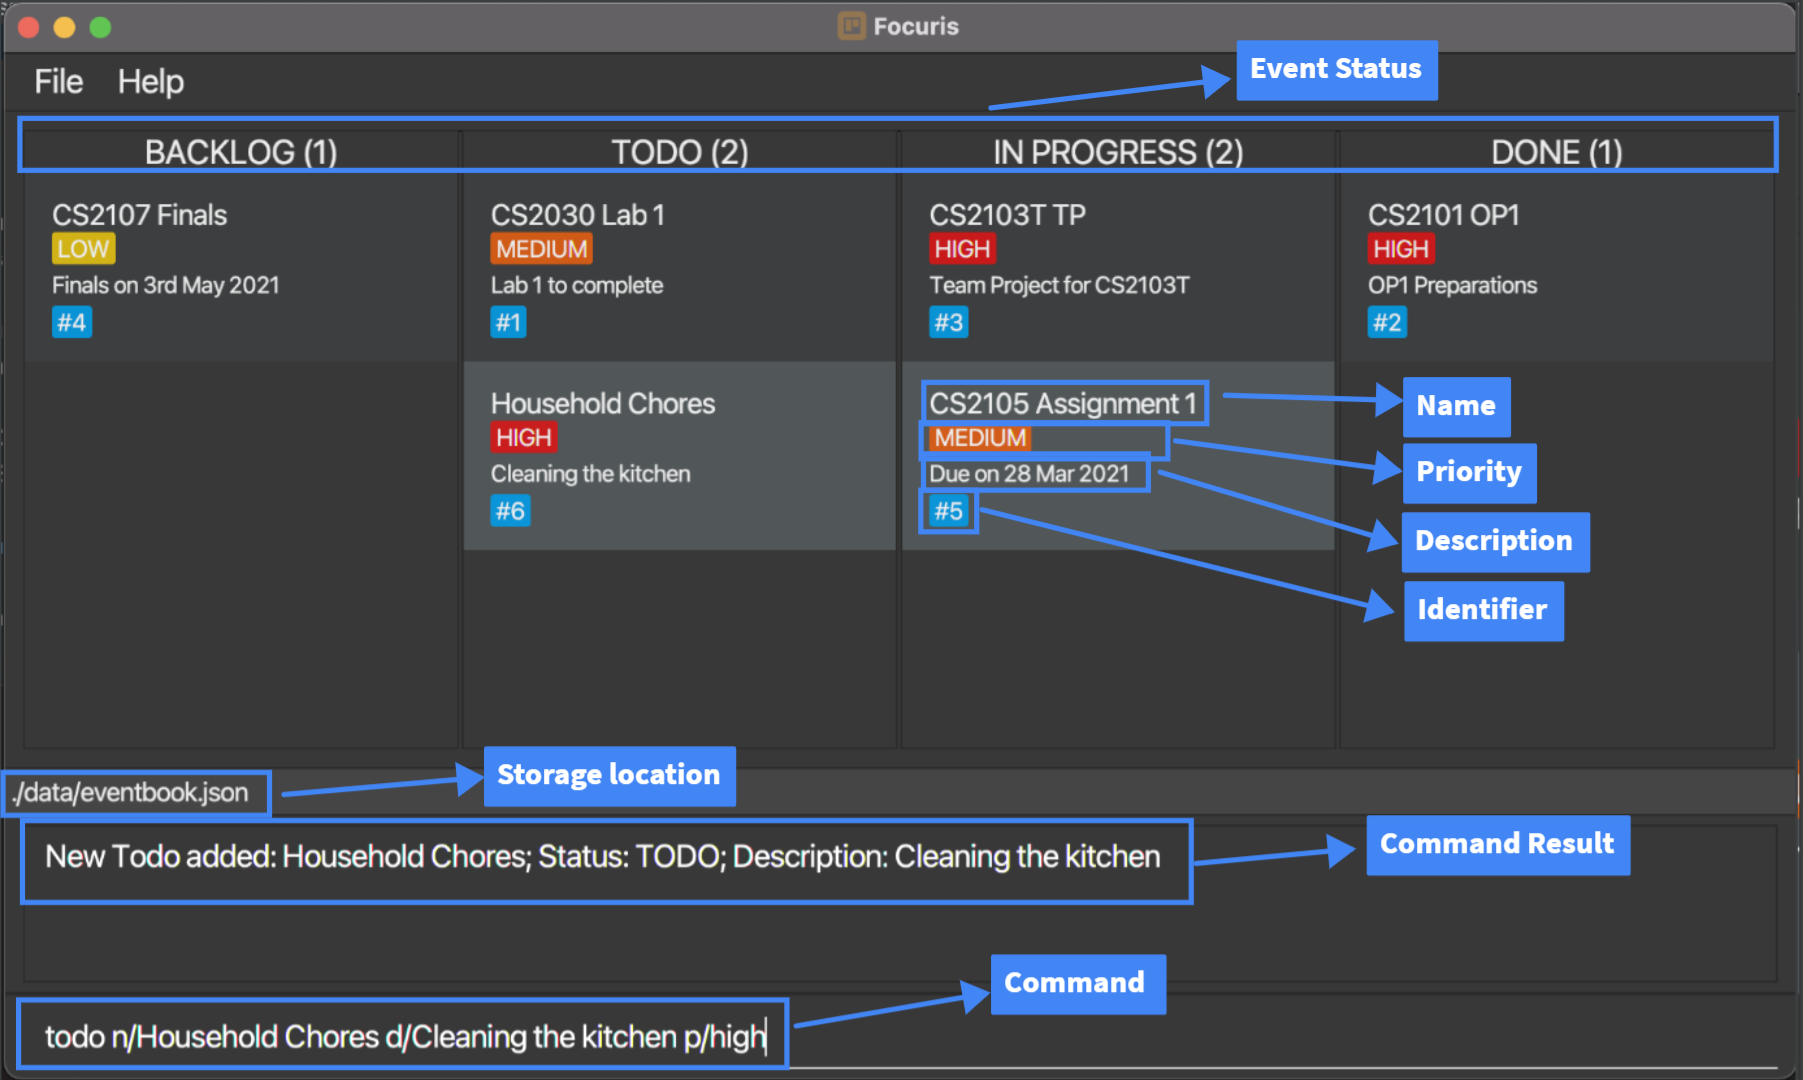 Focuris
File Help
Event Status
BACKLOG (1) TODO (2) IN PROGRESS (2) DONE (1)
CS2107 Finals
LOW
Finals on 3rd May 2021
#4
CS2030 Lab 1
MEDIUM
Lab 1 to complete
#1
Household Chores
HIGH
Cleaning the kitchen
#6
CS2103T TP
HIGH
Team Project for CS2103T
#3
CS2105 Assignment 1
MEDIUM
Due on 28 Mar 2021
#5
CS2101 OP1
HIGH
OP1 Preparations
#2
Name
Priority
Description
Identifier
./data/eventbook.json
Storage location
New Todo added: Household Chores; Status: TODO; Description: Cleaning the kitchen
Command Result
Command
todo n/Household Chores d/Cleaning the kitchen p/high